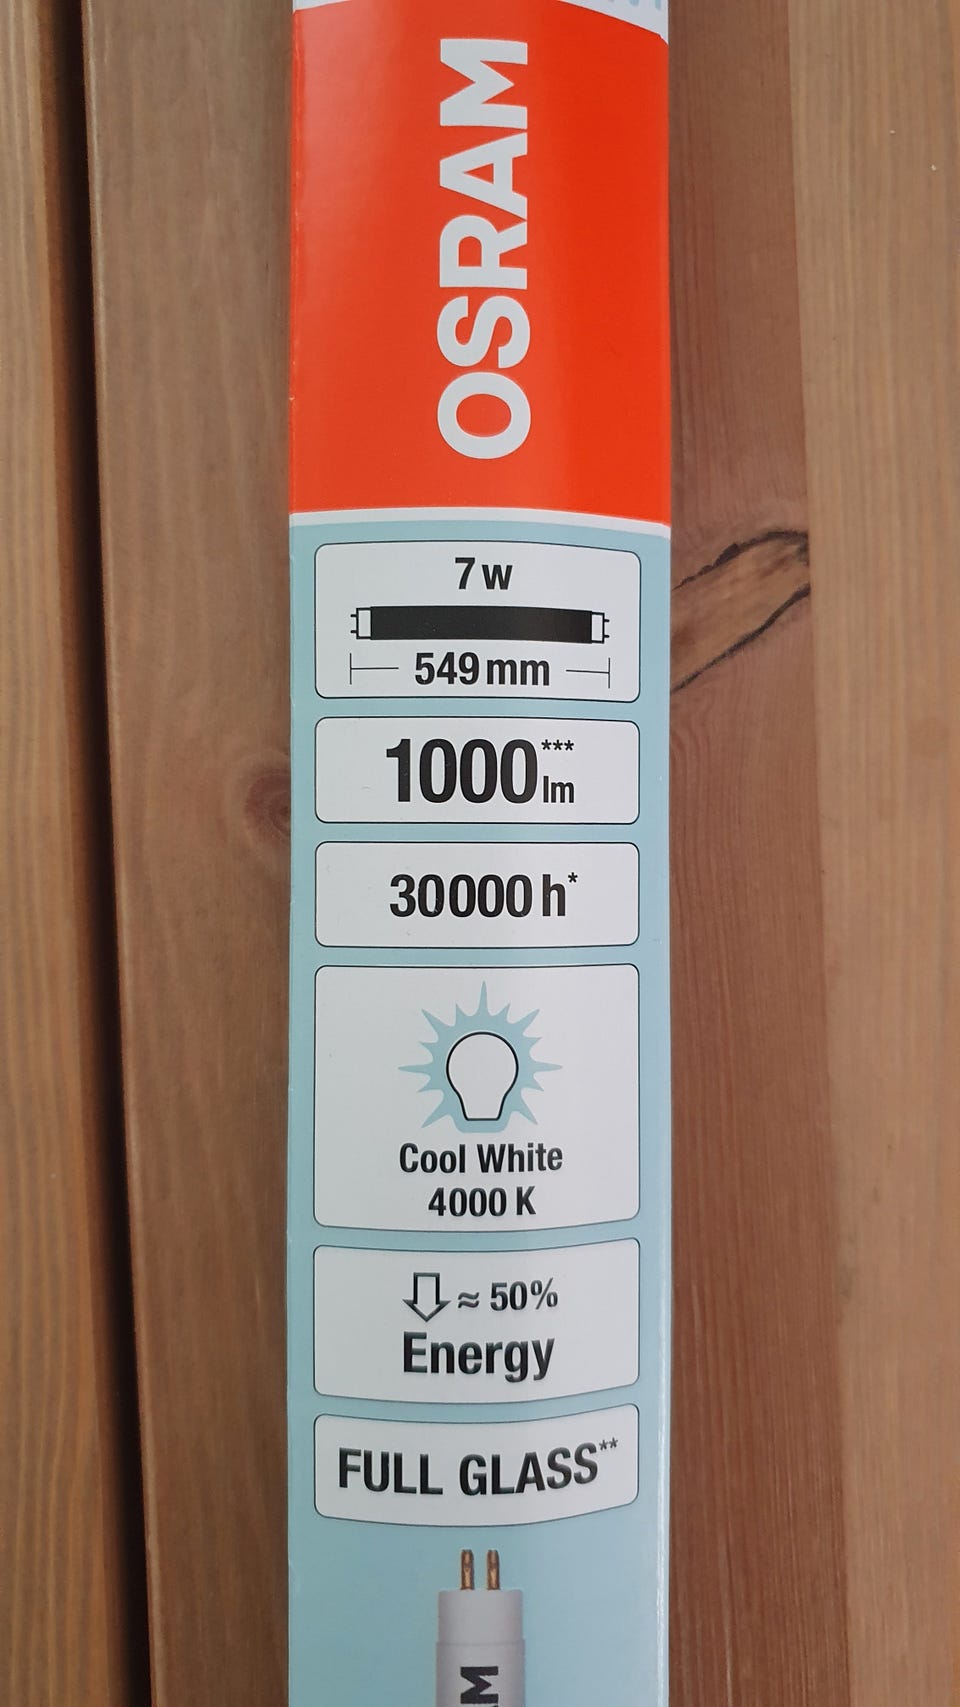 OSRAM
7 w
549 mm
1000*** lm
30000 h*
Cool White
4000 K
≈ 50%
Energy
FULL GLASS**